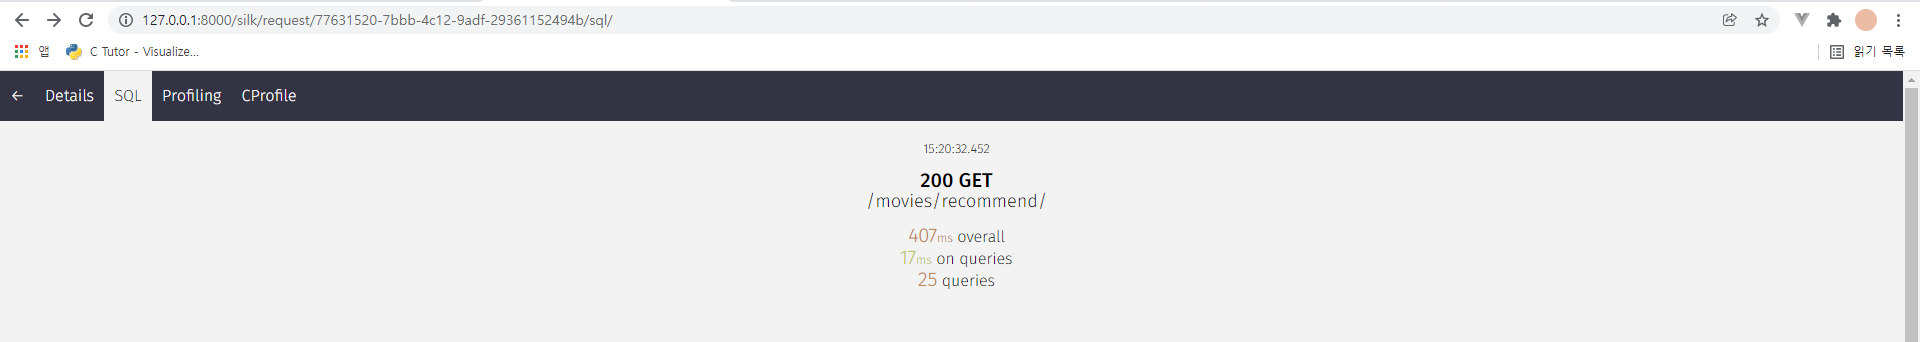 127.0.0.1:8000/silk/request/77631520-7bbb-4c12-9adf-29361152494b/sql/
앱 C Tutor - Visualize... 읽기 목록
← Details SQL Profiling CProfile
15:20:32.452
200 GET
/movies/recommend/
407ms overall
17ms on queries
25 queries